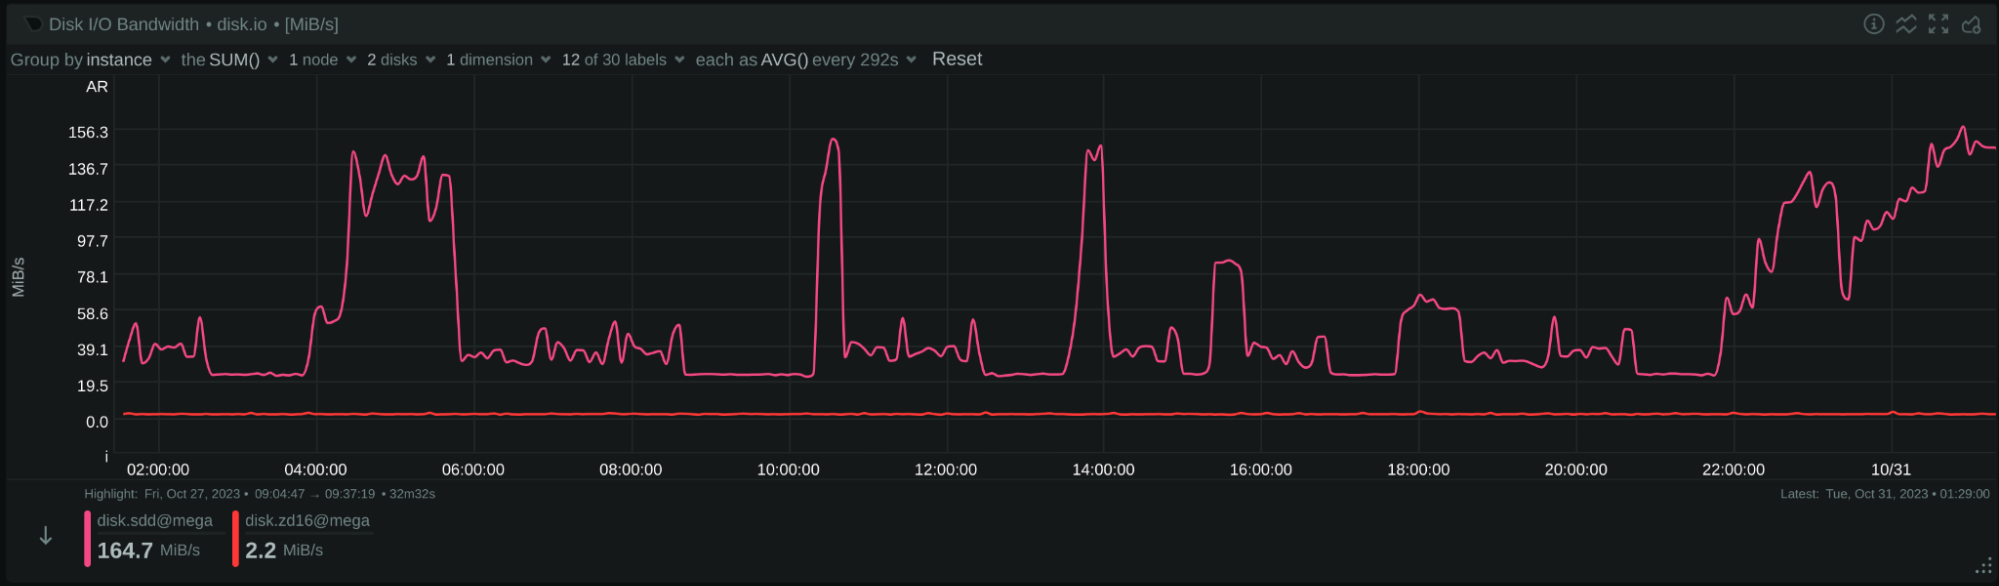 Disk I/O Bandwidth • disk.io • [MiB/s]
Group by instance the SUM() 1 node 2 disks 1 dimension 12 of 30 labels each as AVG() every 292s Reset
AR
156.3
136.7
117.2
97.7
78.1
58.6
39.1
19.5
0.0
i
MiB/s
02:00:00 04:00:00 06:00:00 08:00:00 10:00:00 12:00:00 14:00:00 16:00:00 18:00:00 20:00:00 22:00:00 10/31
Highlight: Fri, Oct 27, 2023 • 09:04:47 → 09:37:19 • 32m32s Latest: Tue, Oct 31, 2023 • 01:29:00
disk.sdd@mega disk.zd16@mega
164.7 MiB/s 2.2 MiB/s